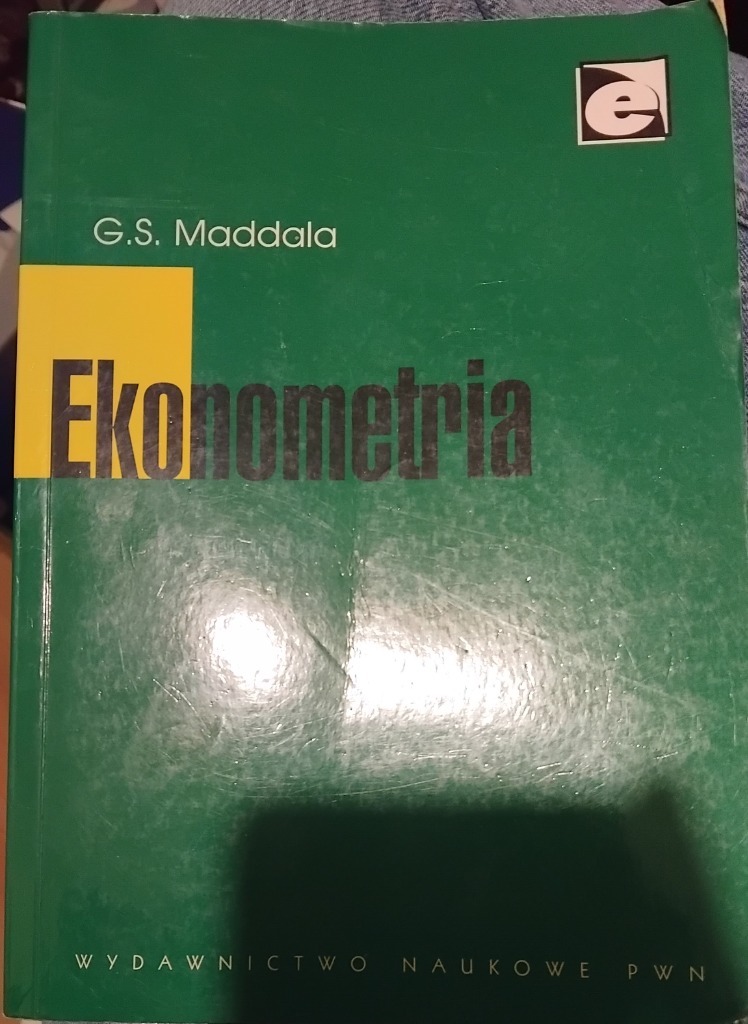 e
G.S. Maddala
Ekonometria
WYDAWNICTWO NAUKOWE PWN